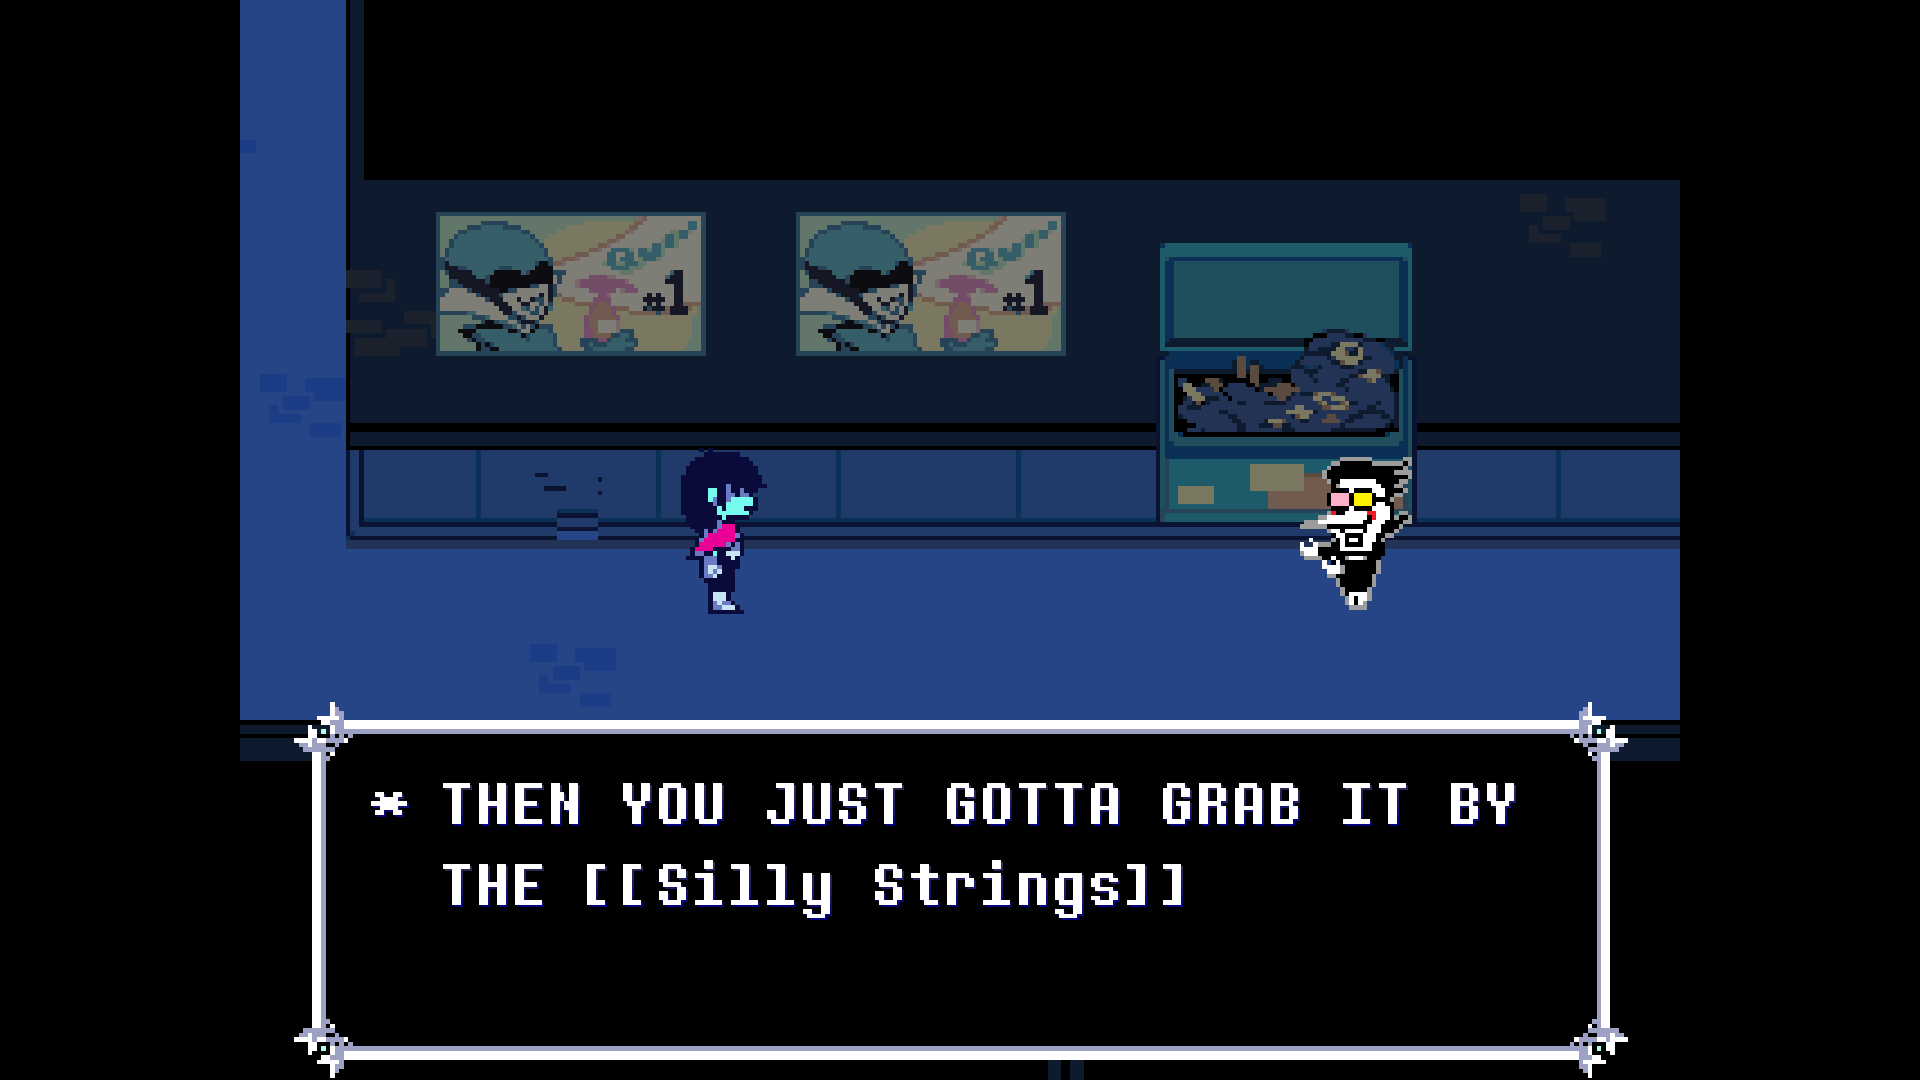 #1
#1
* THEN YOU JUST GOTTA GRAB IT BY
THE [[Silly Strings]]